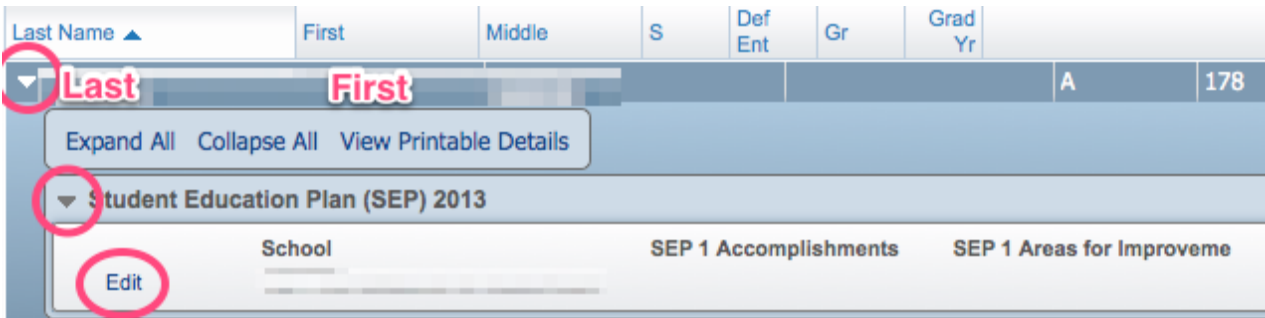 Last Name First Middle S Def Ent Gr Grad Yr
Last First A 178
Expand All Collapse All View Printable Details
Student Education Plan (SEP) 2013
School SEP 1 Accomplishments SEP 1 Areas for Improveme
Edit